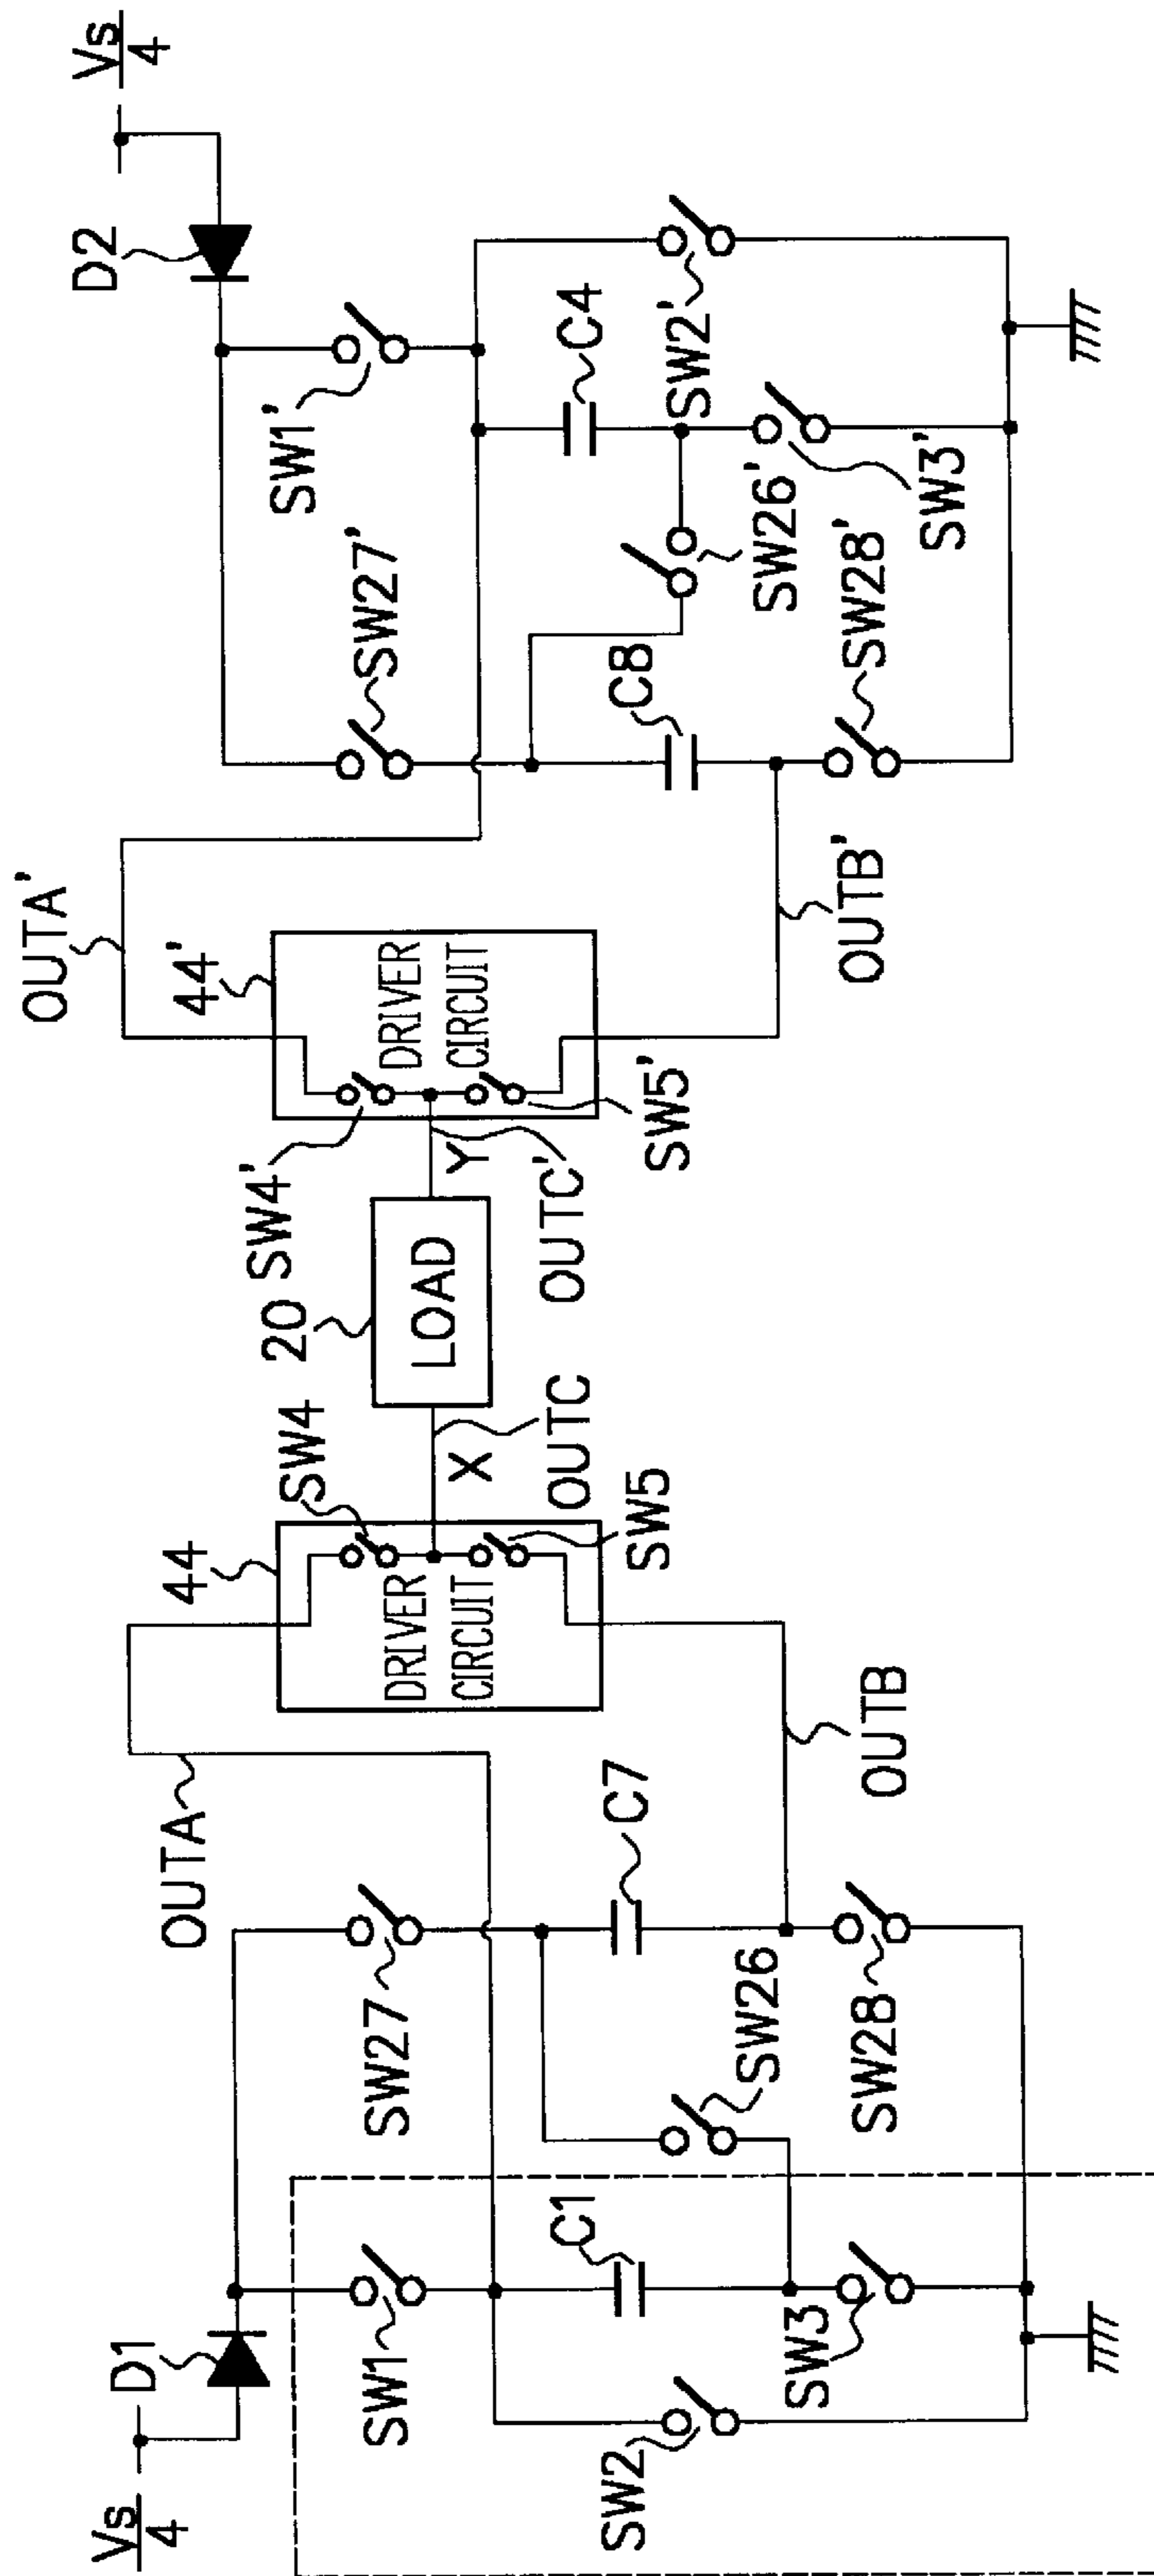 Vs
4
D1
SW1
SW2
C1
SW3
SW26
SW27
C7
SW28
OUTA
OUTB
44
DRIVER
CIRCUIT
SW4
SW5
X
OUTC
20
LOAD
Y
OUTC'
44'
DRIVER
CIRCUIT
SW4'
SW5'
OUTA'
OUTB'
SW27'
C8
SW28'
SW26'
SW1'
C4
SW3'
SW2'
D2
Vs
4